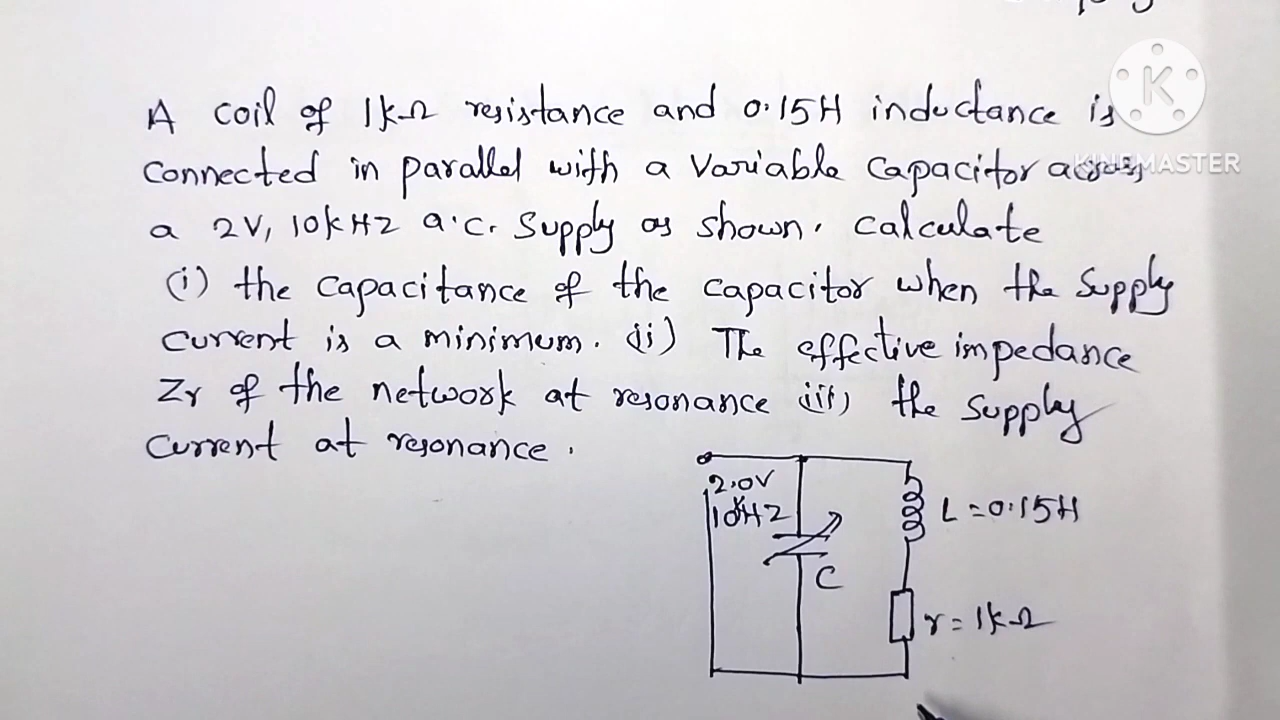 A coil of 1kΩ resistance and 0.15H inductance is
connected in parallel with a variable capacitor across
a 2V, 10kHz a.c. supply as shown. Calculate
(i) the capacitance of the capacitor when the supply
current is a minimum. (ii) The effective impedance
Zr of the network at resonance (iii) the supply
current at resonance.
2.0V
10kHz
L = 0.15H
C
r = 1kΩ
K
KINEMASTER